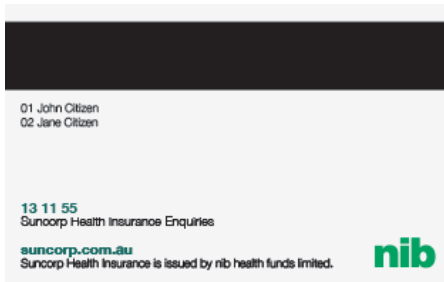 01 John Citizen
02 Jane Citizen
13 11 55
Suncorp Health Insurance Enquiries
suncorp.com.au
Suncorp Health Insurance is issued by nib health funds limited.
nib